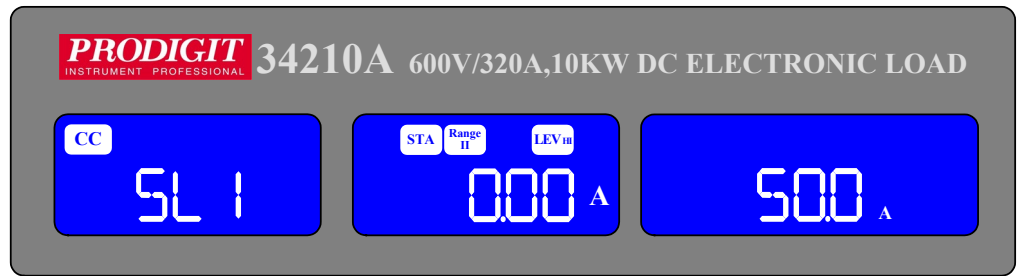 PRODIGIT
INSTRUMENT PROFESSIONAL
34210A 600V/320A,10KW DC ELECTRONIC LOAD
CC
SL 1
STA Range II LEV HI
0.00 A
50.0 A